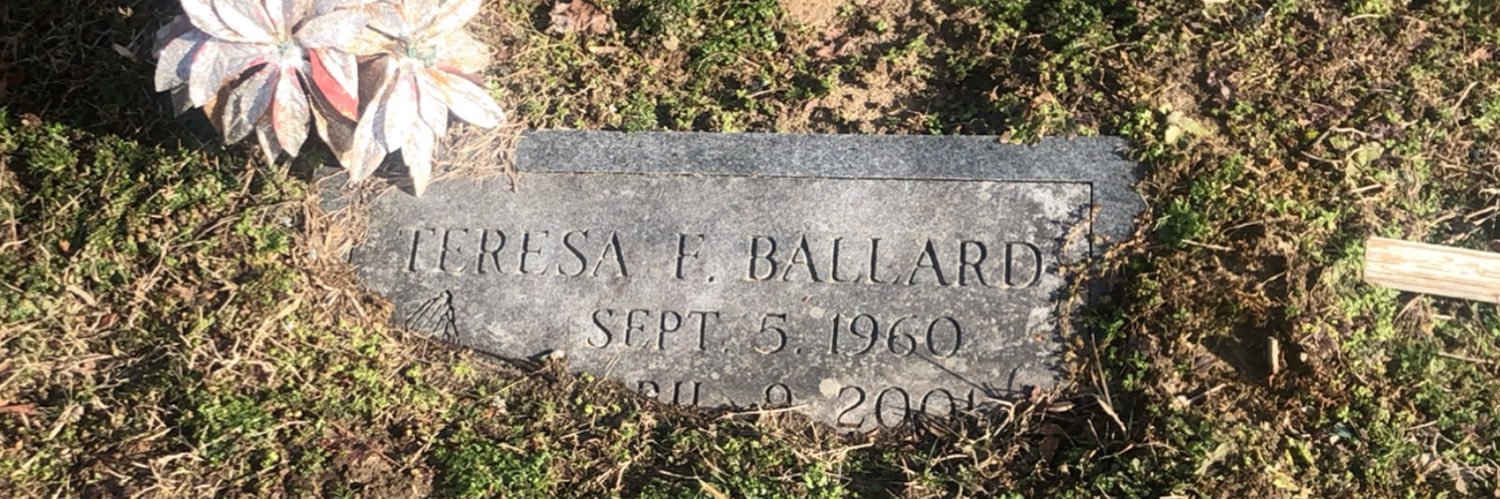 TERESA F. BALLARD
SEPT. 5. 1960
9